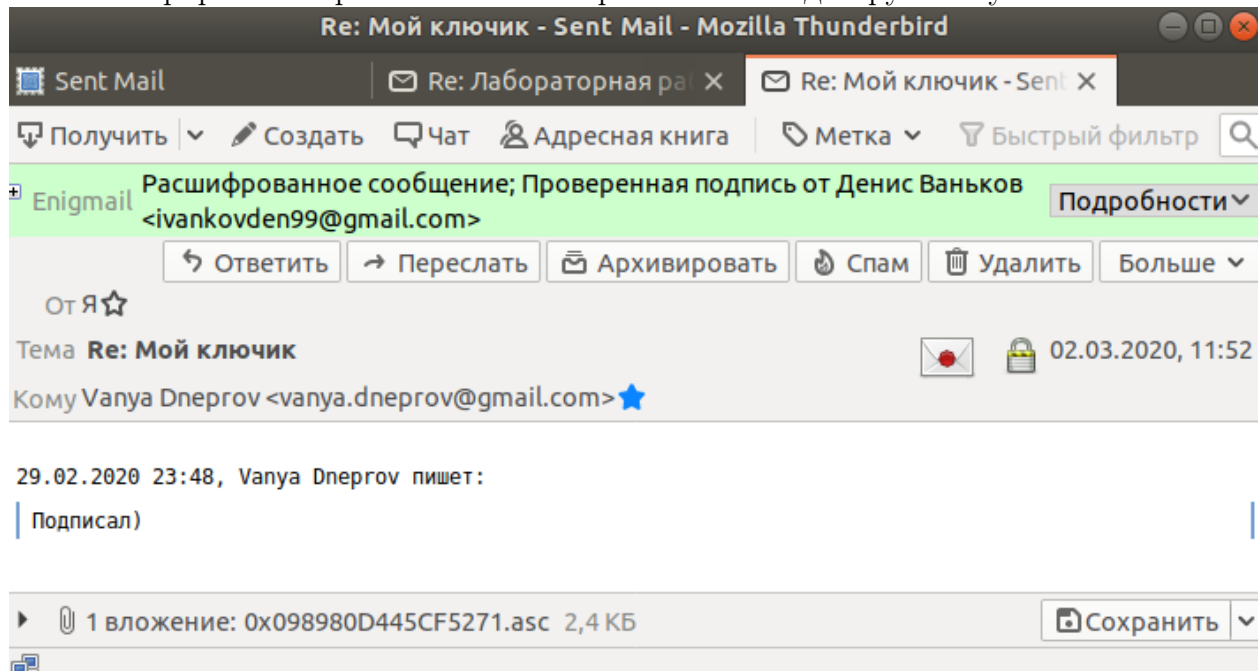 Re: Мой ключик - Sent Mail - Mozilla Thunderbird
Sent Mail Re: Лабораторная ра Re: Мой ключик - Sent
Получить Создать Чат Адресная книга Метка Быстрый фильтр
Enigmail Расшифрованное сообщение; Проверенная подпись от Денис Ваньков Подробности
<ivankovden99@gmail.com>
Ответить Переслать Архивировать Спам Удалить Больше
От Я
Тема Re: Мой ключик 02.03.2020, 11:52
Кому Vanya Dneprov <vanya.dneprov@gmail.com>
29.02.2020 23:48, Vanya Dneprov пишет:
Подписал)
1 вложение: 0x098980D445CF5271.asc 2,4 КБ Сохранить